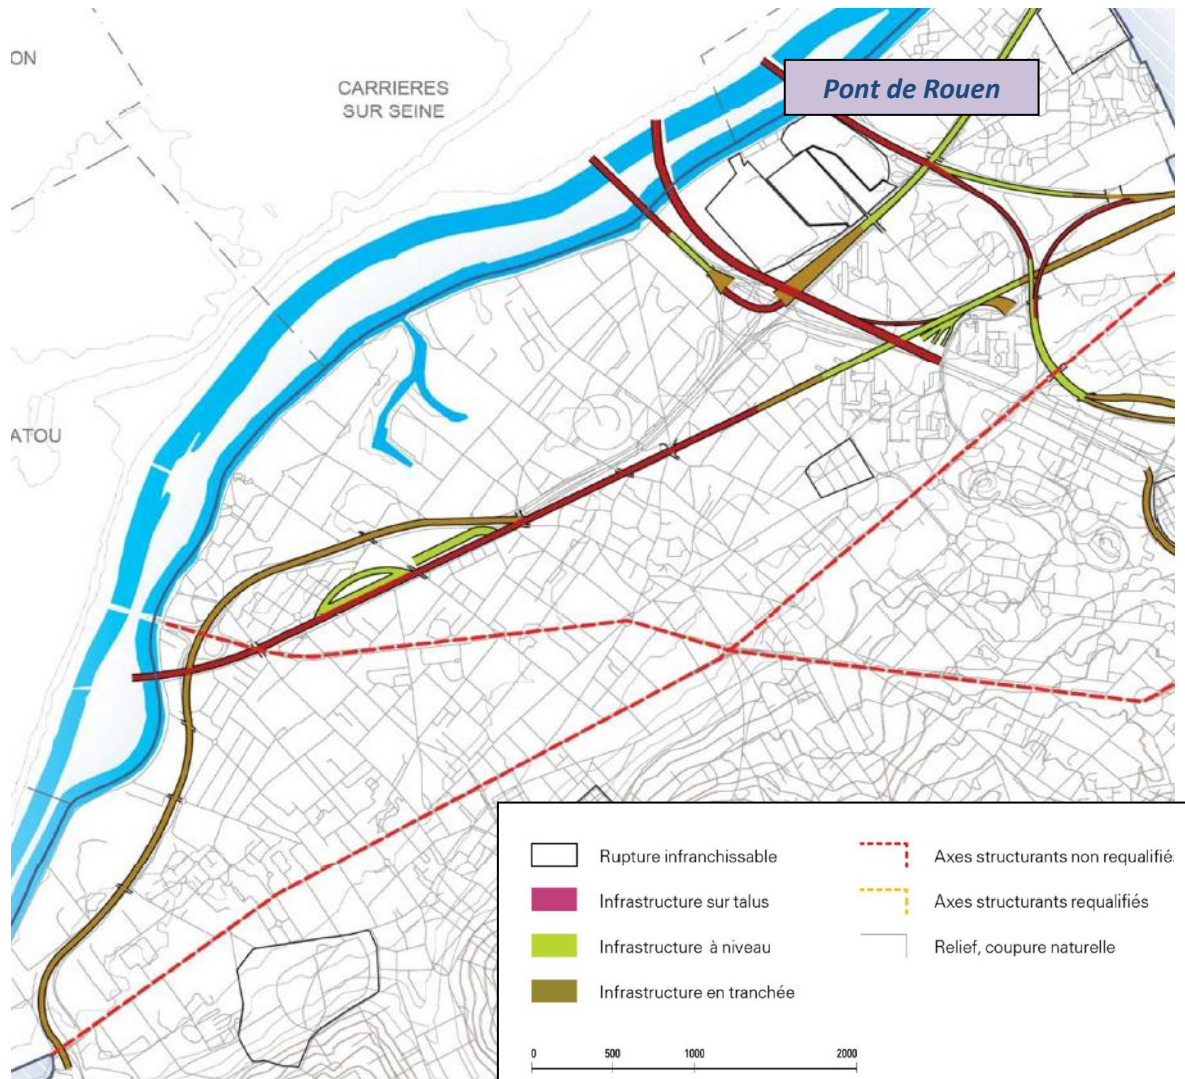 ON
CARRIERES
SUR SEINE
Pont de Rouen
ATOU
Rupture infranchissable
Infrastructure sur talus
Infrastructure à niveau
Infrastructure en tranchée
Axes structurants non requalifiés
Axes structurants requalifiés
Relief, coupure naturelle
0 500 1000 2000